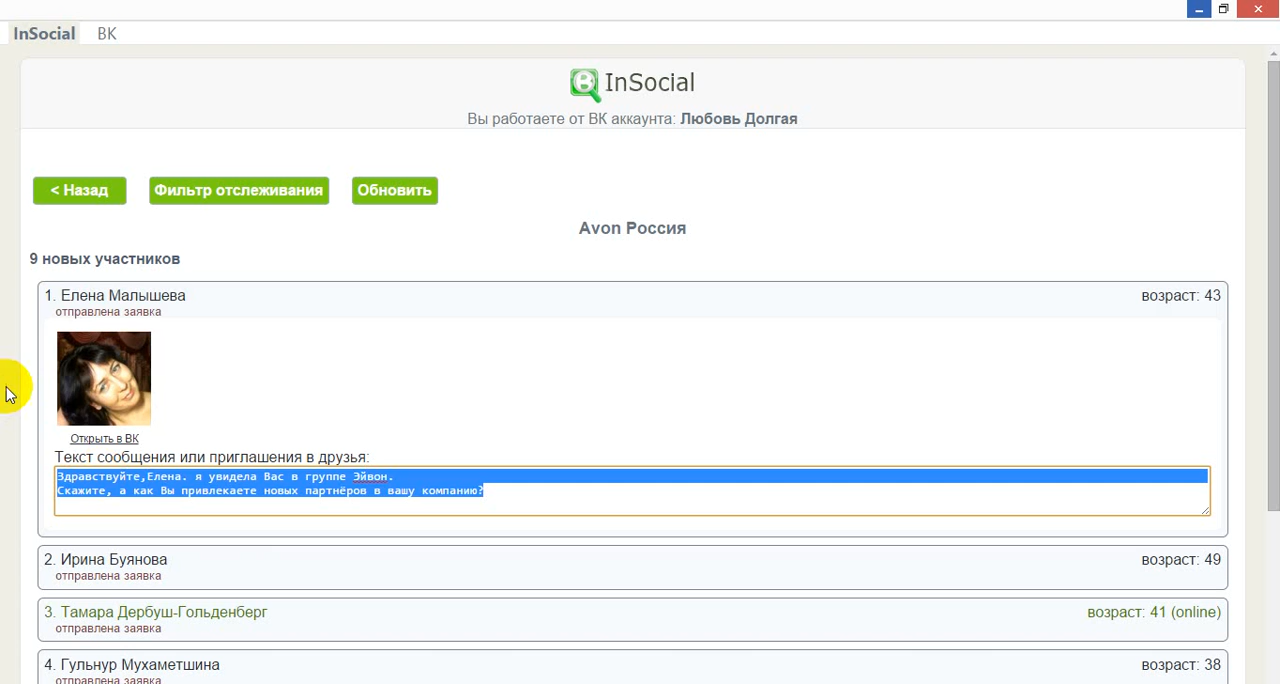 InSocial ВК
InSocial
Вы работаете от ВК аккаунта: Любовь Долгая
< Назад Фильтр отслеживания Обновить
Avon Россия
9 новых участников
1. Елена Малышева возраст: 43
отправлена заявка
Открыть в ВК
Текст сообщения или приглашения в друзья:
Здравствуйте,Елена. я увидела Вас в группе Эйвон.
Скажите, а как Вы привлекаете новых партнёров в вашу компанию?
2. Ирина Буянова возраст: 49
отправлена заявка
3. Тамара Дербуш-Гольденберг возраст: 41 (online)
отправлена заявка
4. Гульнур Мухаметшина возраст: 38
отправлена заявка